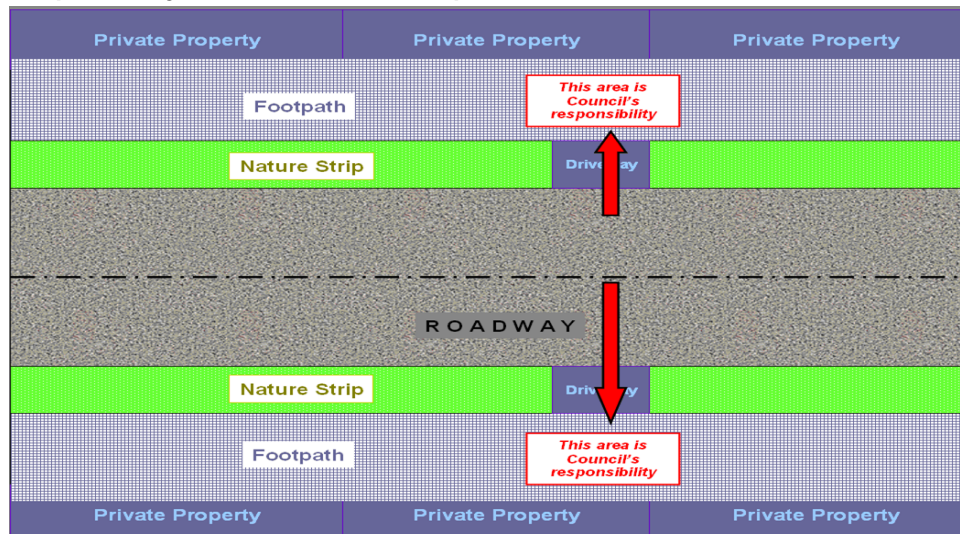 Private Property Private Property Private Property
This area is
Council's
responsibility
Footpath
Nature Strip
ROADWAY
Nature Strip
Footpath
This area is
Council's
responsibility
Private Property Private Property Private Property